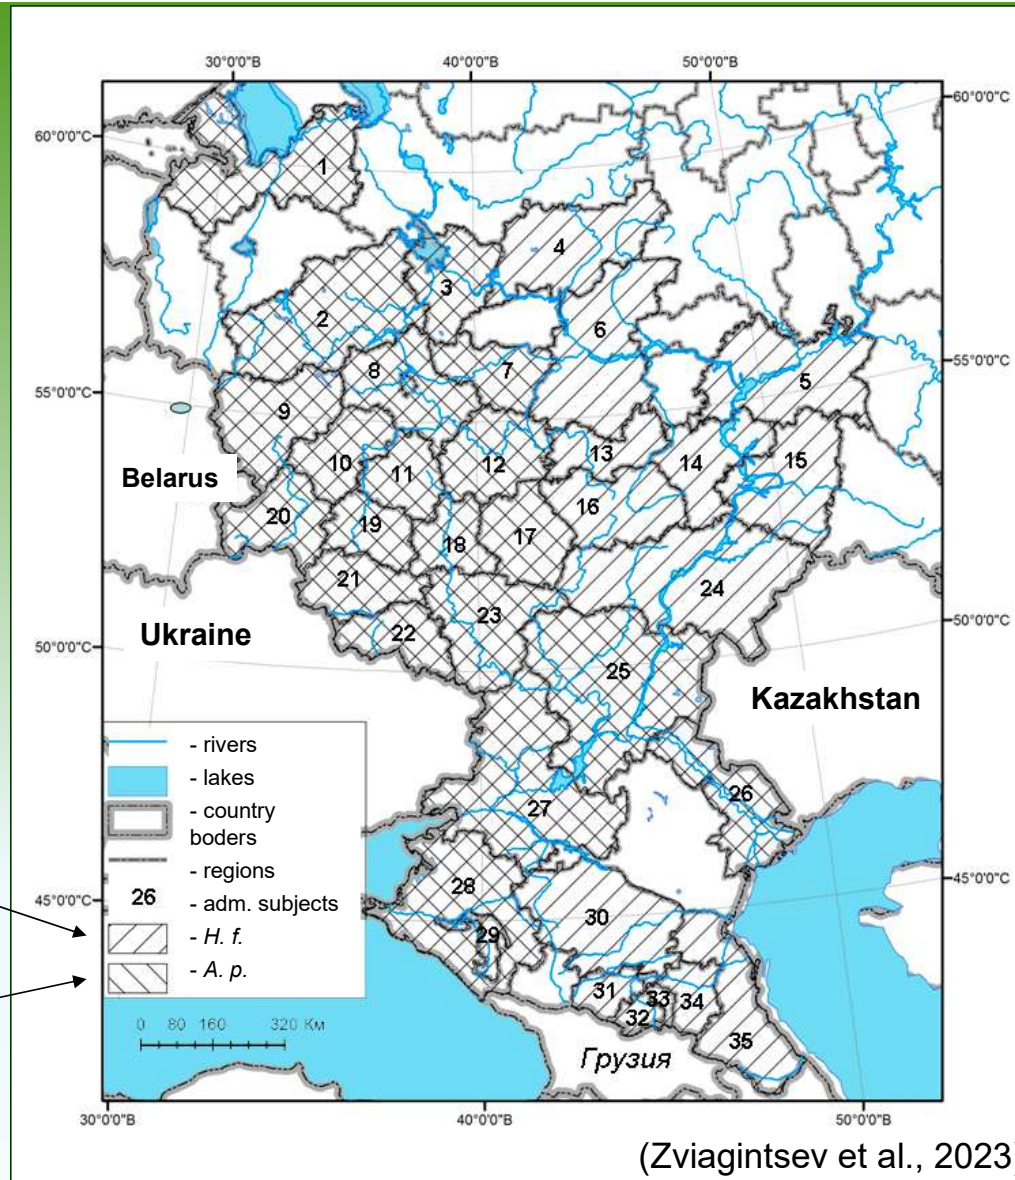 30°0'0"В 40°0'0"В 50°0'0"В
60°0'0"С 60°0'0"С
1
4
3
2
6
8
7
5
55°0'0"С 55°0'0"С
9
13
10
11
12
14
15
Belarus
16
20
19
18
17
21
24
23
22
Ukraine
50°0'0"С 50°0'0"С
25
Kazakhstan
- rivers
- lakes
- country
boders
- regions
26 - adm. subjects
- H. f.
- A. p.
0 80 160 320 Км
26
27
28
45°0'0"С 45°0'0"С
30
29
31
33
34
32
35
Грузия
30°0'0"В 40°0'0"В 50°0'0"В
(Zviagintsev et al., 2023)